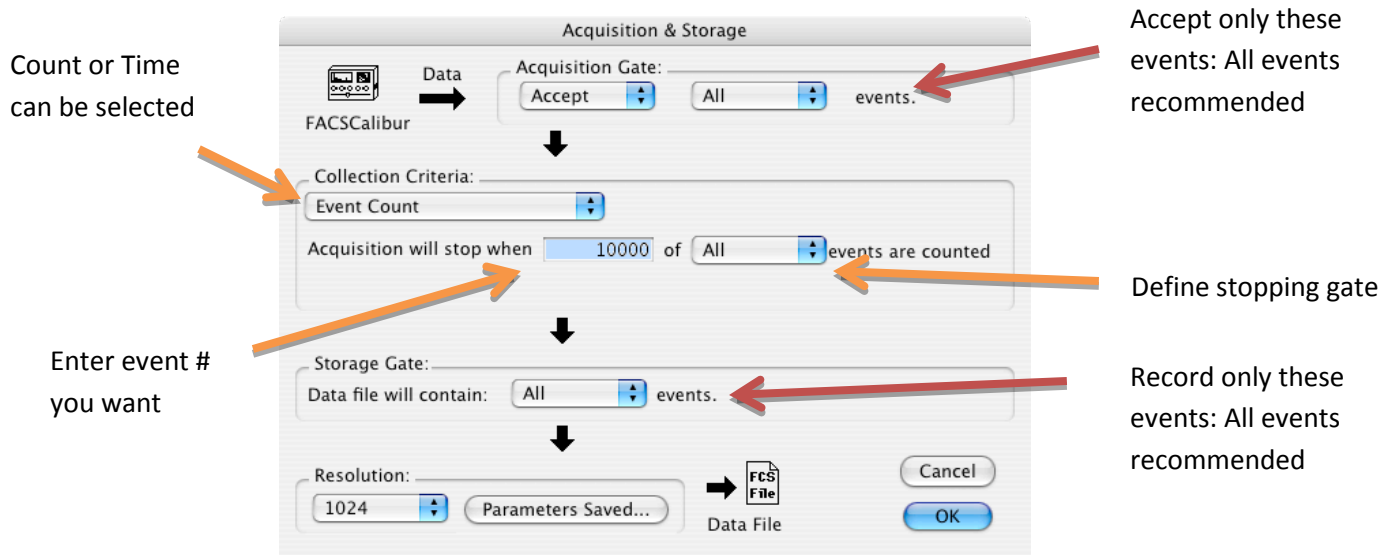 Acquisition & Storage
Count or Time
can be selected
FACSCalibur
Data
Acquisition Gate:
Accept All events.
Accept only these
events: All events
recommended
Collection Criteria:
Event Count
Acquisition will stop when 10000 of All events are counted
Define stopping gate
Enter event #
you want
Storage Gate:
Data file will contain: All events.
Record only these
events: All events
recommended
Resolution:
1024 Parameters Saved...
FCS
File
Data File
Cancel
OK